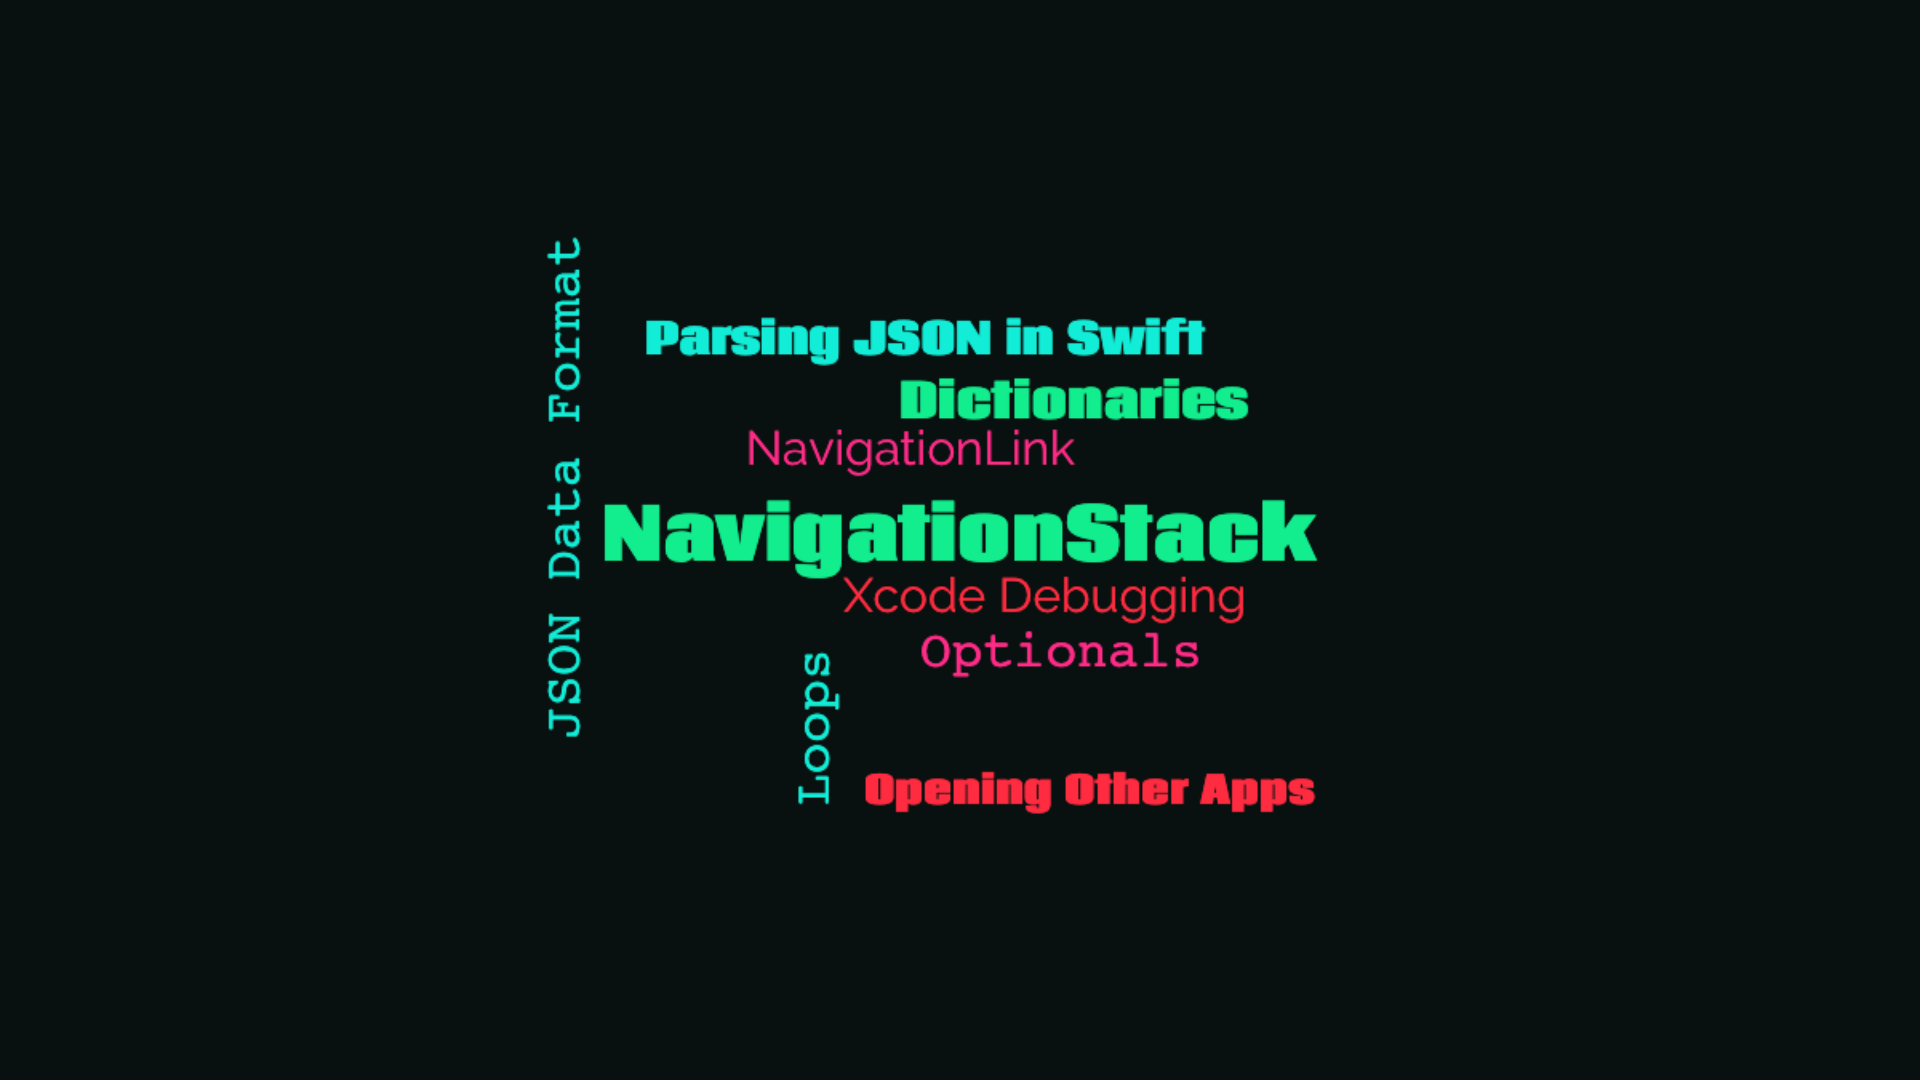 JSON Data Format
Parsing JSON in Swift
Dictionaries
NavigationLink
NavigationStack
Xcode Debugging
Optionals
Loops
Opening Other Apps